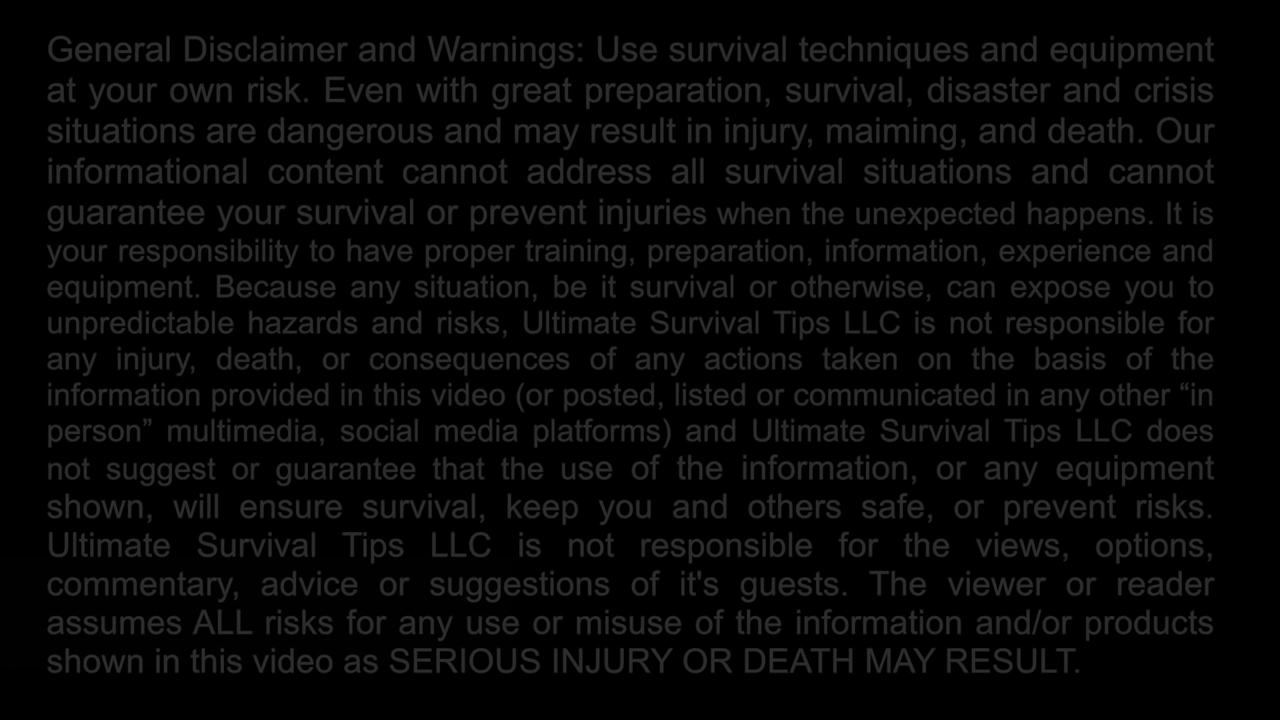 General Disclaimer and Warnings: Use survival techniques and equipment
at your own risk. Even with great preparation, survival, disaster and crisis
situations are dangerous and may result in injury, maiming, and death. Our
informational content cannot address all survival situations and cannot
guarantee your survival or prevent injuries when the unexpected happens. It is
your responsibility to have proper training, preparation, information, experience and
equipment. Because any situation, be it survival or otherwise, can expose you to
unpredictable hazards and risks, Ultimate Survival Tips LLC is not responsible for
any injury, death, or consequences of any actions taken on the basis of the
information provided in this video (or posted, listed or communicated in any other “in
person” multimedia, social media platforms) and Ultimate Survival Tips LLC does
not suggest or guarantee that the use of the information, or any equipment
shown, will ensure survival, keep you and others safe, or prevent risks.
Ultimate Survival Tips LLC is not responsible for the views, options,
commentary, advice or suggestions of it's guests. The viewer or reader
assumes ALL risks for any use or misuse of the information and/or products
shown in this video as SERIOUS INJURY OR DEATH MAY RESULT.